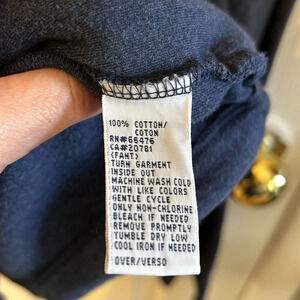 100% COTTON/
COTON
RN#66476
CA#20781
(FAHT)
TURN GARMENT
INSIDE OUT
MACHINE WASH COLD
WITH LIKE COLORS
GENTLE CYCLE
ONLY NON-CHLORINE
BLEACH IF NEEDED
REMOVE PROMPTLY
TUMBLE DRY LOW
COOL IRON IF NEEDED
OVER/VERSO